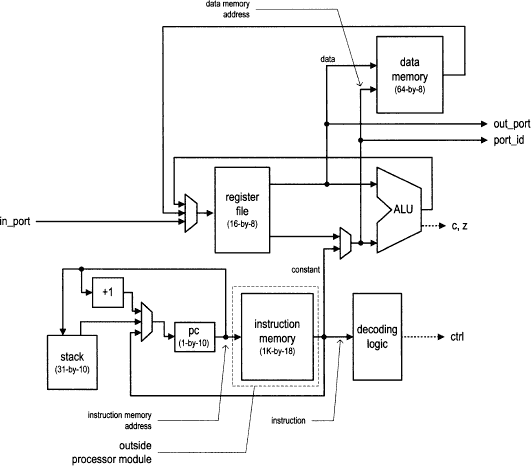 data memory
address
data
data
memory
(64-by-8)
out_port
port_id
register
file
(16-by-8)
ALU
in_port
c, z
constant
+1
pc
(1-by-10)
instruction
memory
(1K-by-18)
decoding
logic
ctrl
stack
(31-by-10)
instruction memory
address
instruction
outside
processor module